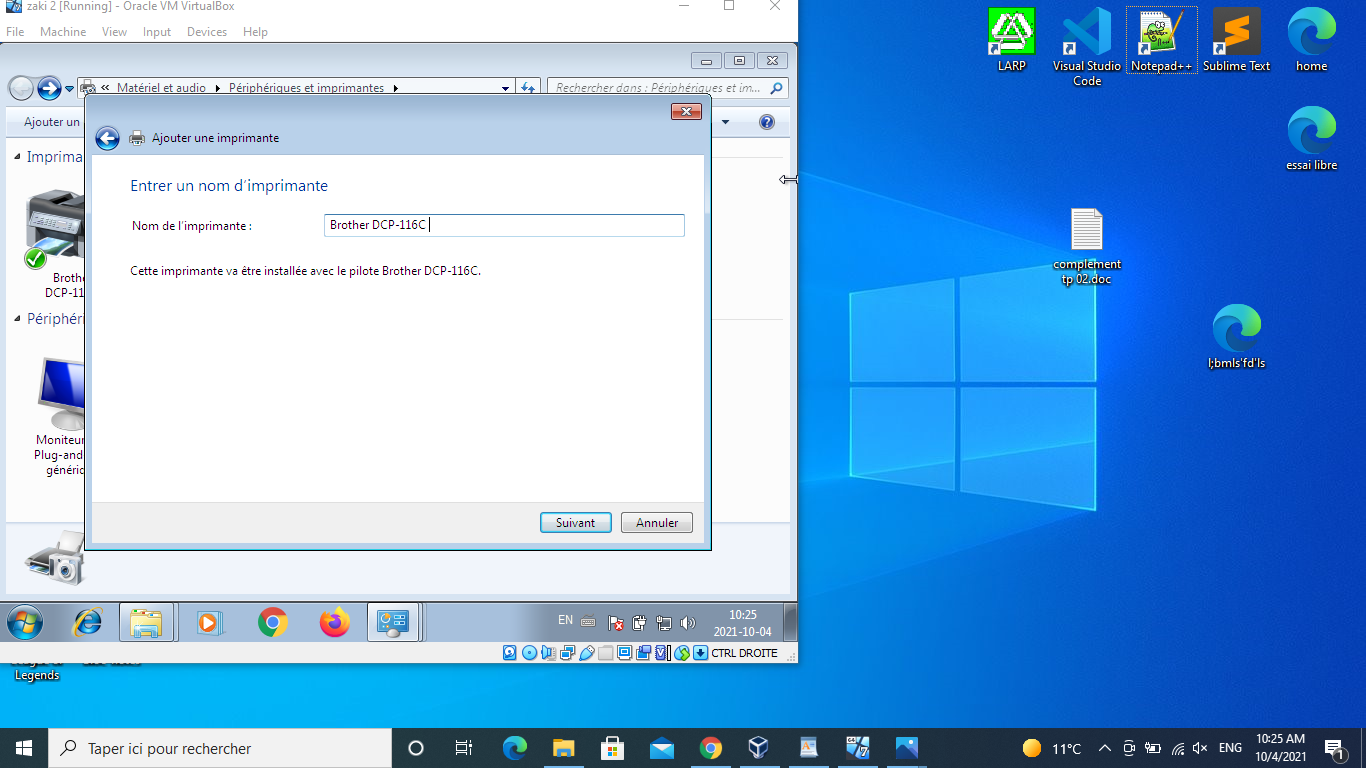 zaki 2 [Running] - Oracle VM VirtualBox
File Machine View Input Devices Help
« Matériel et audio Périphériques et imprimantes
Rechercher dans : Périphériques et im...
Ajouter un
Ajouter une imprimante
Imprima
Entrer un nom d'imprimante
Nom de l'imprimante :
Brother DCP-116C
Cette imprimante va être installée avec le pilote Brother DCP-116C.
Broth
DCP-11
Périphéri
Moniteur
Plug-and
généric
Suivant
Annuler
EN
10:25
2021-10-04
CTRL DROITE
Legends
LARP
Visual Studio
Code
Notepad++
Sublime Text
home
essai libre
complement
tp 02.doc
l;bmls'fd'ls
Taper ici pour rechercher
11°C
ENG
10:25 AM
10/4/2021
1